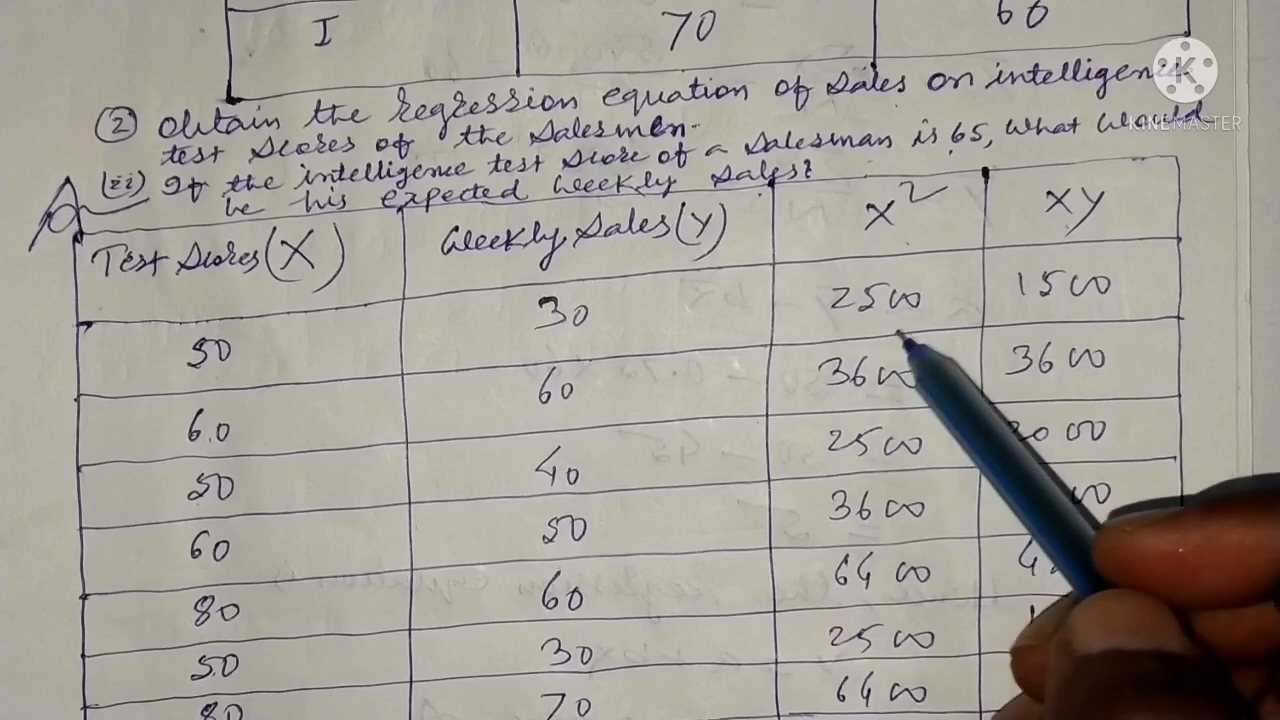 I 70 60
② Obtain the Regression equation of Sales on intelligence
test scores of the Salesmen.
(ii) If the intelligence test score of a salesman is 65, what would
be his expected weekly sales?
A
Test Scores (X) Weekly Sales (Y) X² XY
50 30 2500 1500
60 60 3600 3600
50 40 2500 2000
60 50 3600
80 60 6400
50 30 2500
80 70 6400
KINEMASTER